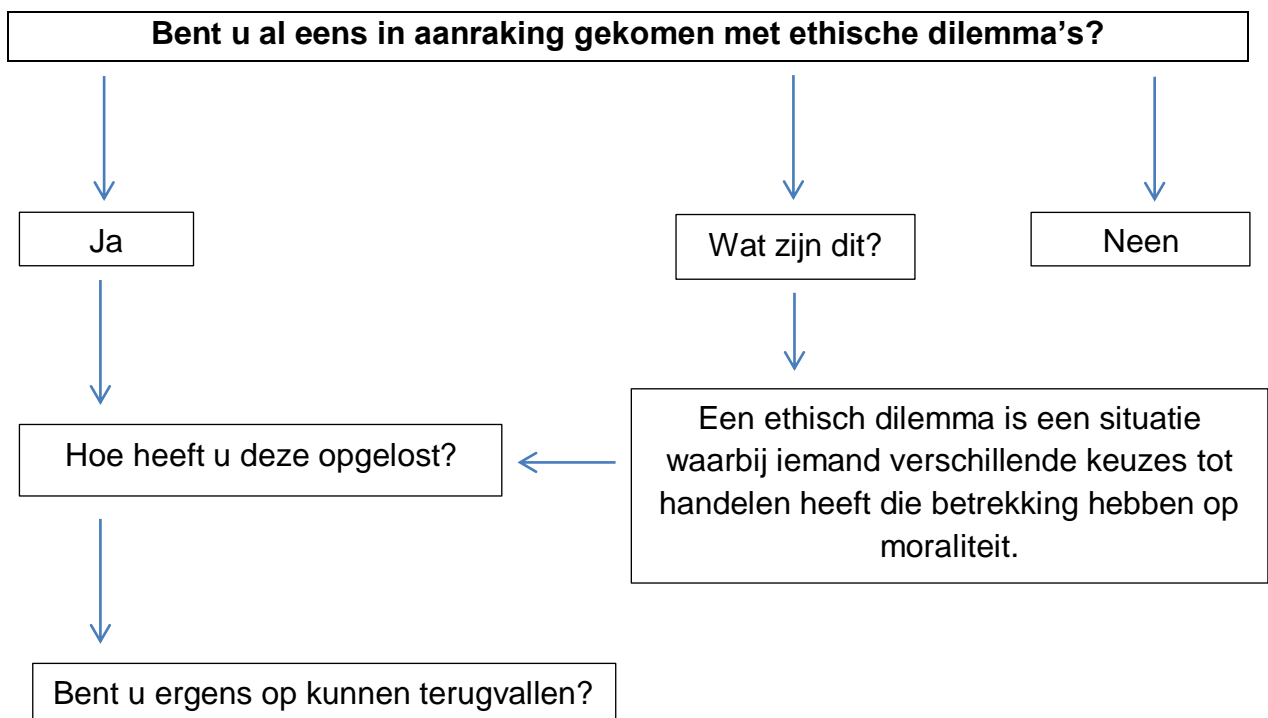 Bent u al eens in aanraking gekomen met ethische dilemma's?
Ja
Wat zijn dit?
Neen
Hoe heeft u deze opgelost?
Een ethisch dilemma is een situatie
waarbij iemand verschillende keuzes tot
handelen heeft die betrekking hebben op
moraliteit.
Bent u ergens op kunnen terugvallen?